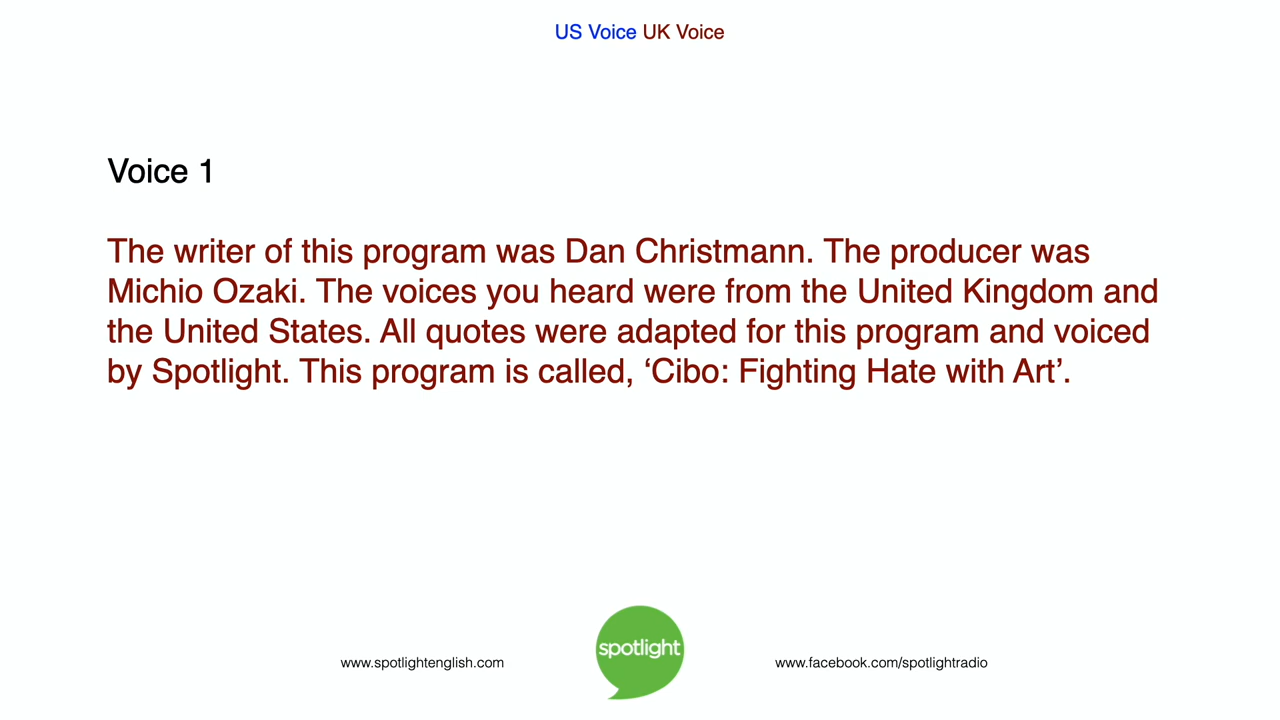 US Voice UK Voice
Voice 1
The writer of this program was Dan Christmann. The producer was
Michio Ozaki. The voices you heard were from the United Kingdom and
the United States. All quotes were adapted for this program and voiced
by Spotlight. This program is called, ‘Cibo: Fighting Hate with Art’.
www.spotlightenglish.com
spotlight
www.facebook.com/spotlightradio